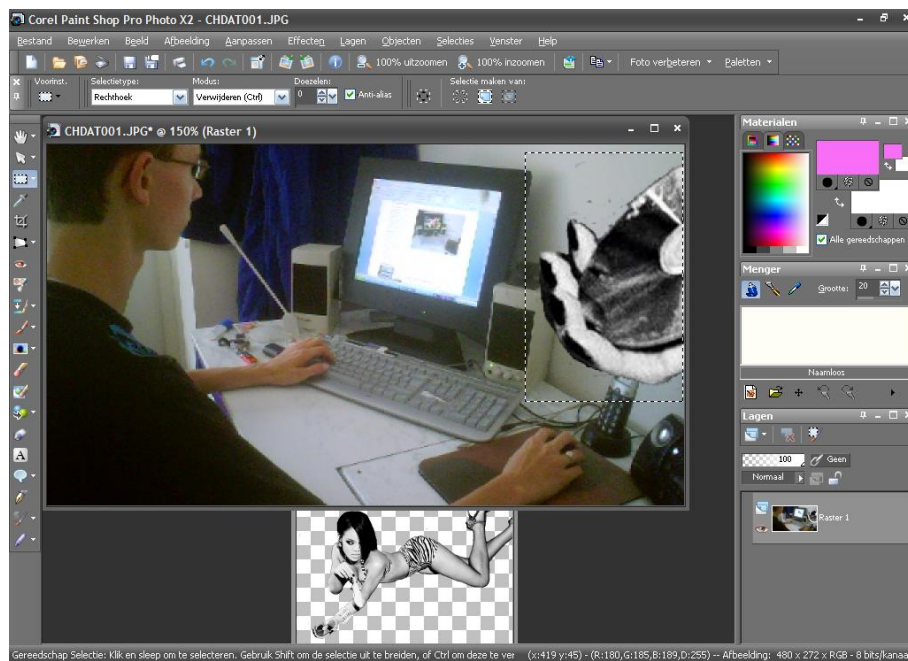 Corel Paint Shop Pro Photo X2 - CHDAT001.JPG
Bestand Bewerken Beeld Afbeelding Aanpassen Effecten Lagen Objecten Selecties Venster Help
100% uitzoomen 100% inzoomen Foto verbeteren Paletten
Voorinst. Selectietype: Modus: Doezelen: Selectie maken van:
Rechthoek Verwijderen (Ctrl) 0 Anti-alias
CHDAT001.JPG* @ 150% (Raster 1)
Materialen
Alle gereedschappen
Menger
Grootte: 20
Naamloos
Lagen
100 Geen
Normaal
Raster 1
Gereedschap Selectie: Klik en sleep om te selecteren. Gebruik Shift om de selectie uit te breiden, of Ctrl om deze te ver (x:419 y:45) - (R:180,G:185,B:189,D:255) -- Afbeelding: 480 x 272 x RGB - 8 bits/kanaa